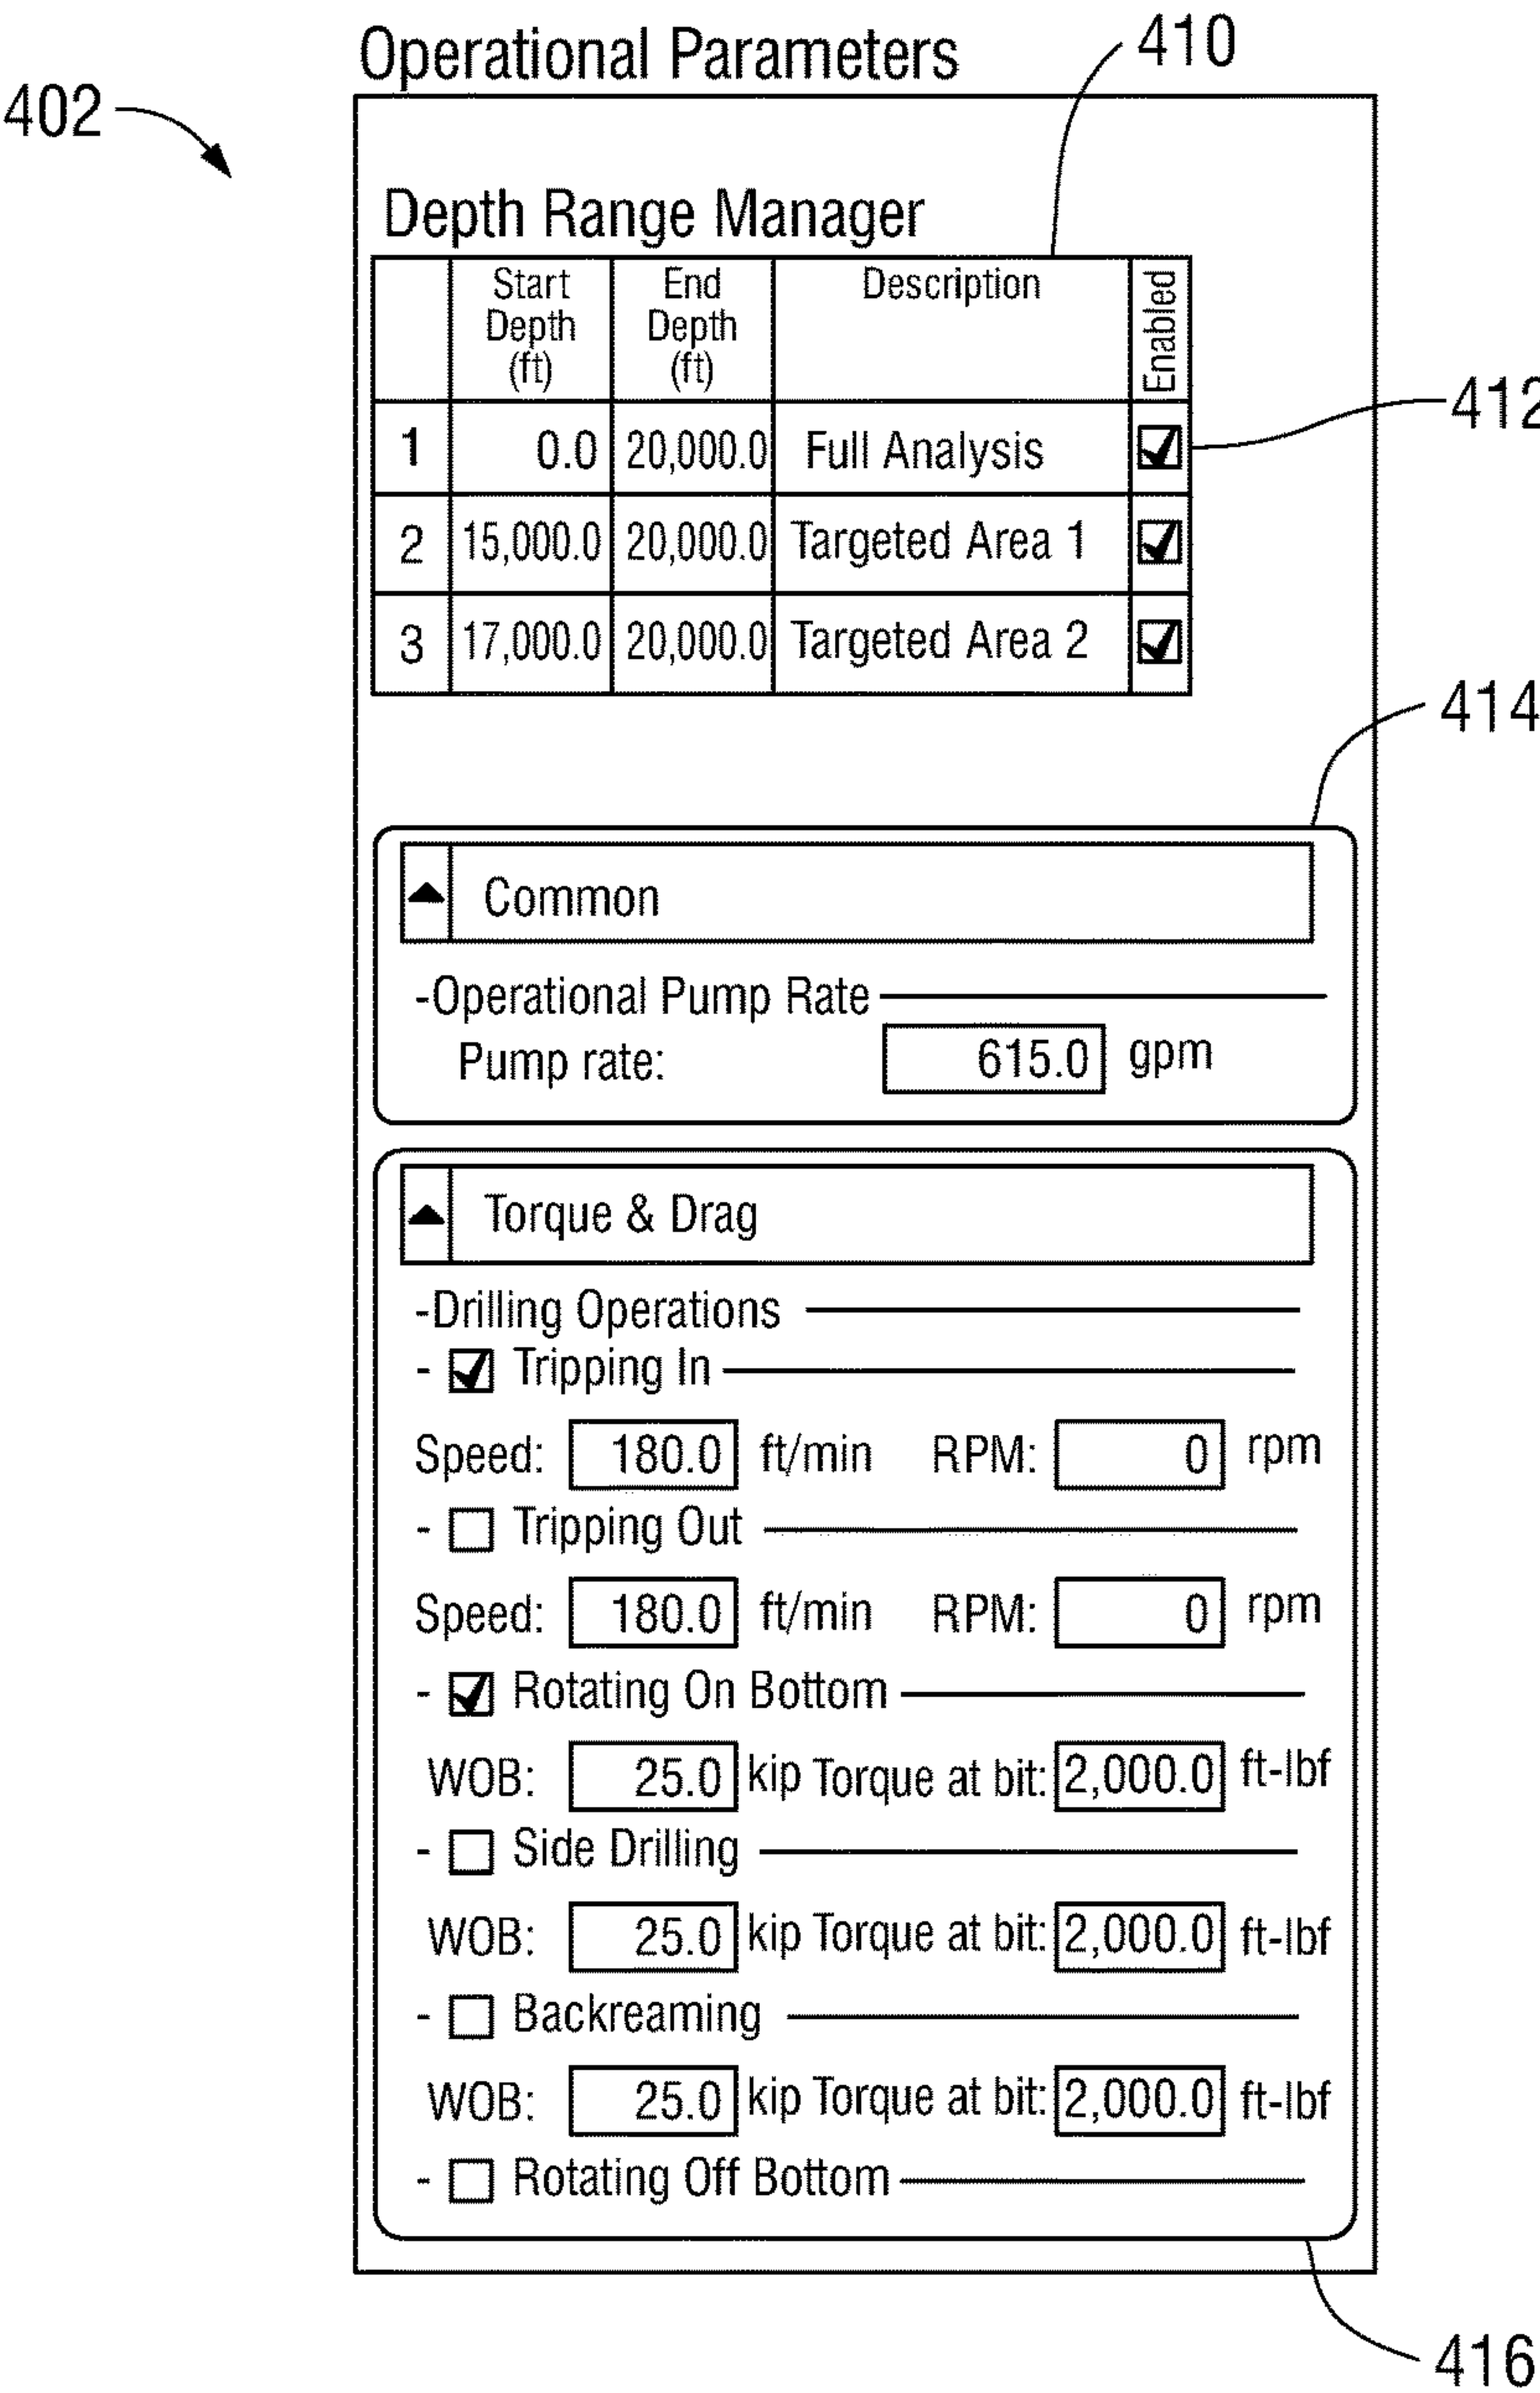 Operational Parameters
410
402
Depth Range Manager
Start Depth (ft) End Depth (ft) Description Enabled
412
1 0.0 20,000.0 Full Analysis
2 15,000.0 20,000.0 Targeted Area 1
3 17,000.0 20,000.0 Targeted Area 2
414
Common
-Operational Pump Rate
Pump rate: 615.0 gpm
Torque & Drag
-Drilling Operations
- Tripping In
Speed: 180.0 ft/min RPM: 0 rpm
- Tripping Out
Speed: 180.0 ft/min RPM: 0 rpm
- Rotating On Bottom
WOB: 25.0 kip Torque at bit: 2,000.0 ft-lbf
- Side Drilling
WOB: 25.0 kip Torque at bit: 2,000.0 ft-lbf
- Backreaming
WOB: 25.0 kip Torque at bit: 2,000.0 ft-lbf
- Rotating Off Bottom
416